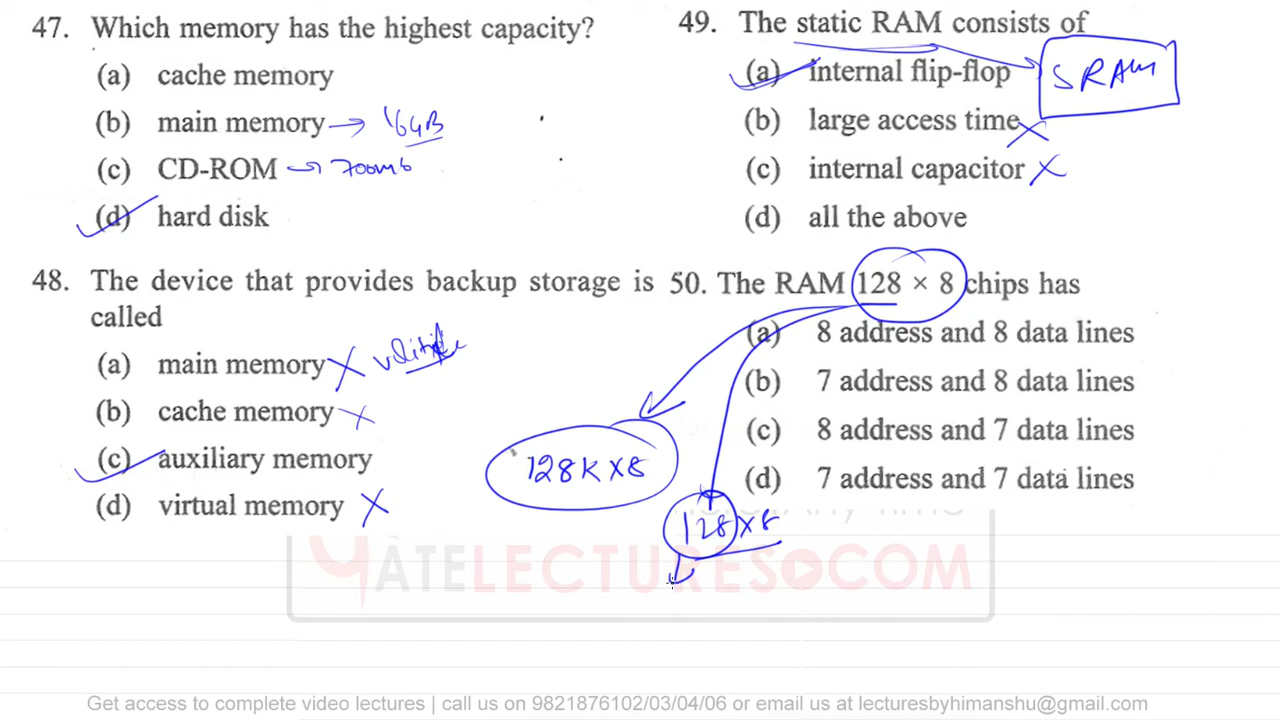 47. Which memory has the highest capacity?
(a) cache memory
(b) main memory → 16GB
(c) CD-ROM → 700mb
(d) hard disk
48. The device that provides backup storage is
called
(a) main memory
(b) cache memory
(c) auxiliary memory
(d) virtual memory
49. The static RAM consists of
(a) internal flip-flop
SRAM
(b) large access time
(c) internal capacitor
(d) all the above
50. The RAM 128 × 8 chips has
(a) 8 address and 8 data lines
(b) 7 address and 8 data lines
(c) 8 address and 7 data lines
(d) 7 address and 7 data lines
128K×8
128×8
Any Time
GATELECTURES.COM
Get access to complete video lectures | call us on 9821876102/03/04/06 or email us at lecturesbyhimanshu@gmail.com